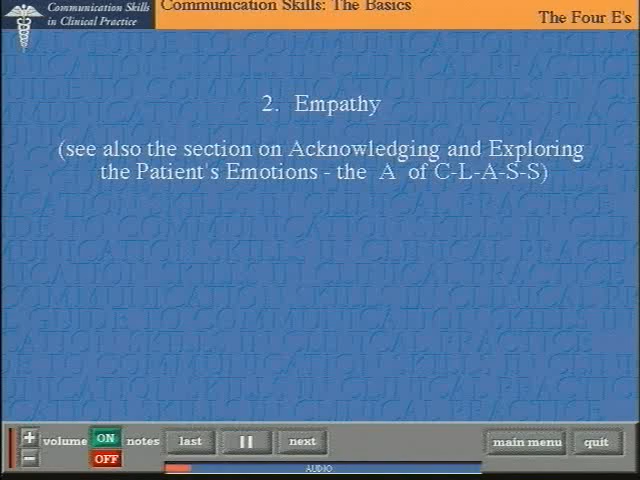 Communication Skills
in Clinical Practice
Communication Skills: The Basics
The Four E's
2. Empathy
(see also the section on Acknowledging and Exploring
the Patient's Emotions - the A of C-L-A-S-S)
+
volume
ON
notes
last
next
main menu
quit
−
OFF
AUDIO